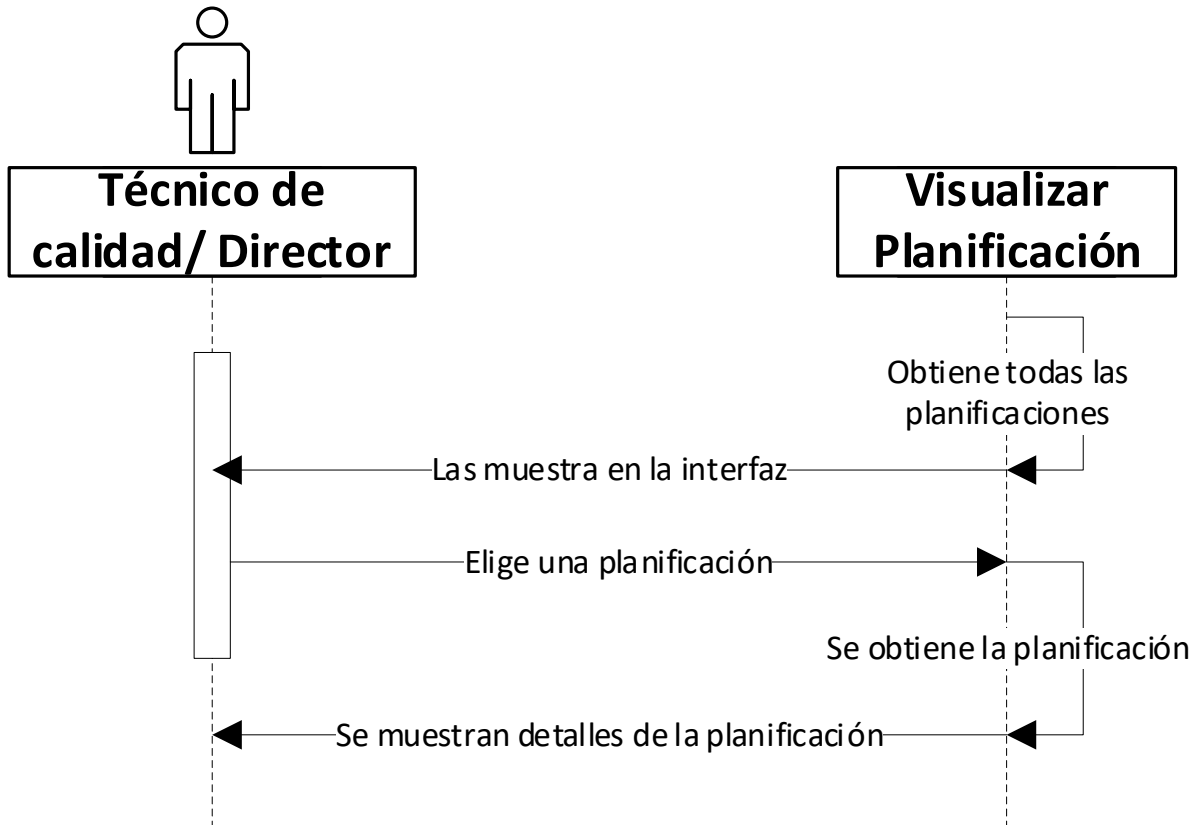 Técnico de
calidad/ Director
Visualizar
Planificación
Obtiene todas las
planificaciones
Las muestra en la interfaz
Elige una planificación
Se obtiene la planificación
Se muestran detalles de la planificación